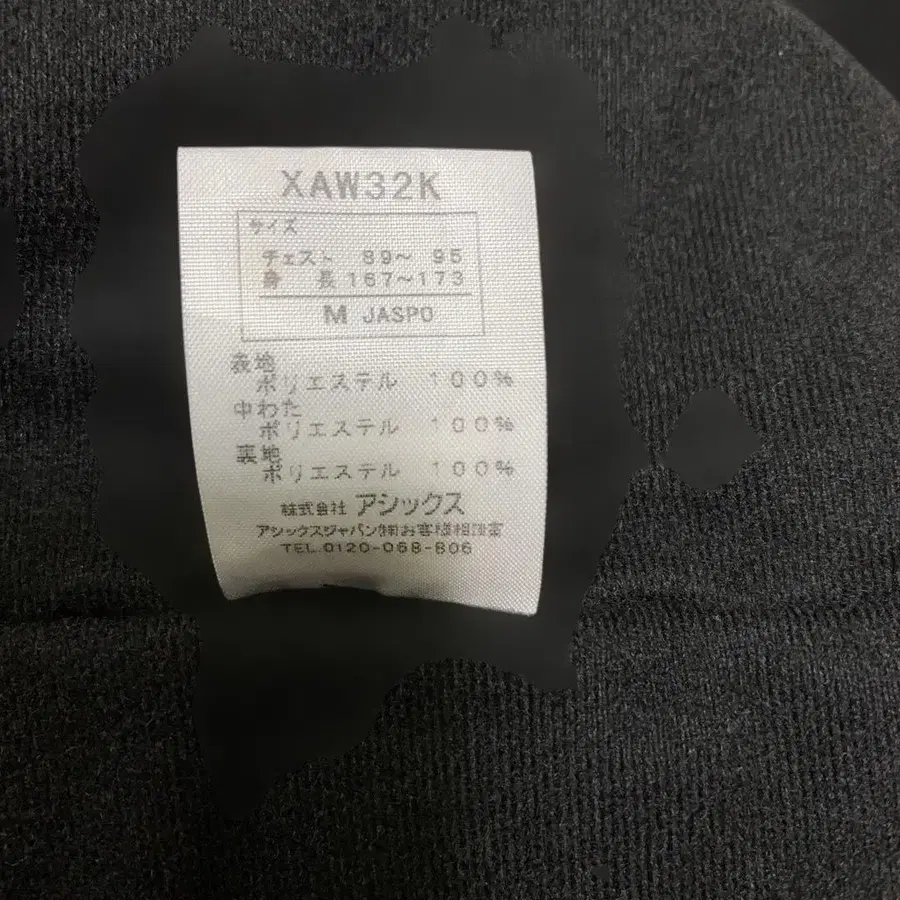 XAW32K
サイズ
チェスト 89～ 95
身 長 167～173
M JASPO
表地
ポリエステル 100%
中わた
ポリエステル 100%
裏地
ポリエステル 100%
株式会社 アシックス
アシックスジャパン(株)お客様相談室
TEL.0120-068-806